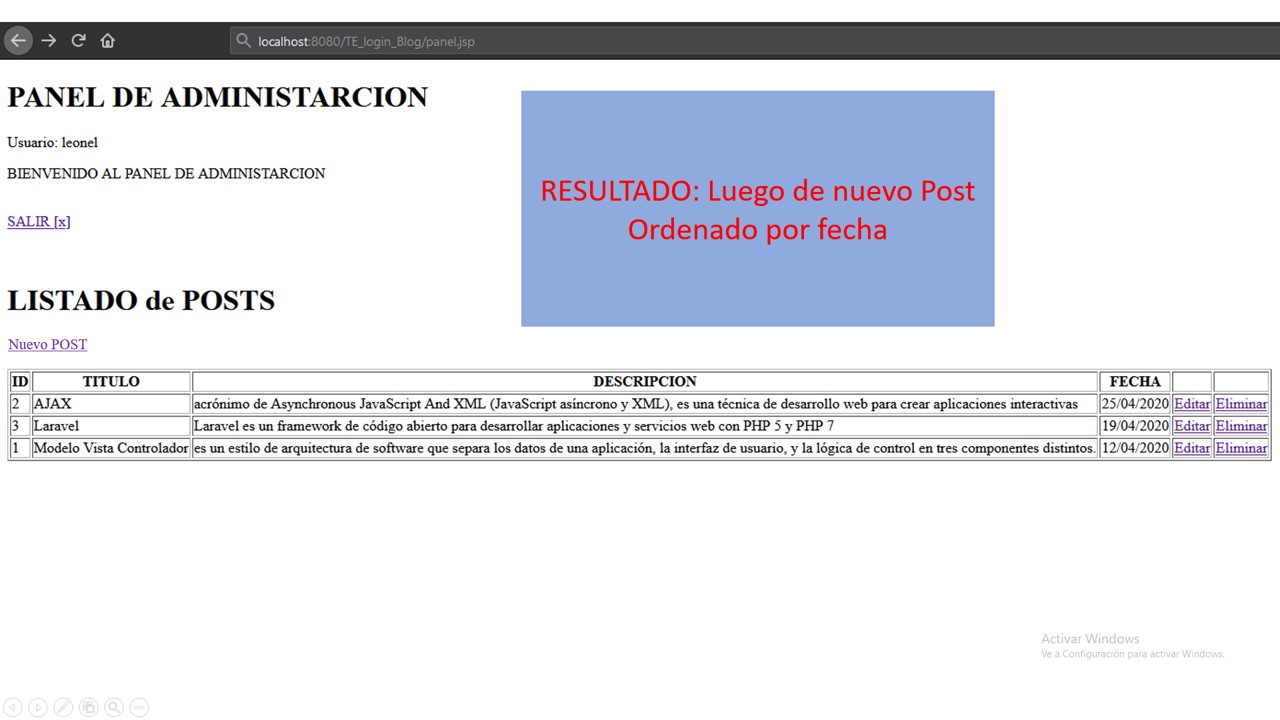 localhost:8080/TE_login_Blog/panel.jsp
PANEL DE ADMINISTARCION
Usuario: leonel
BIENVENIDO AL PANEL DE ADMINISTARCION
SALIR [x]
RESULTADO: Luego de nuevo Post
Ordenado por fecha
LISTADO de POSTS
Nuevo POST
ID TITULO DESCRIPCION FECHA
2 AJAX acrónimo de Asynchronous JavaScript And XML (JavaScript asíncrono y XML), es una técnica de desarrollo web para crear aplicaciones interactivas 25/04/2020 Editar Eliminar
3 Laravel Laravel es un framework de código abierto para desarrollar aplicaciones y servicios web con PHP 5 y PHP 7 19/04/2020 Editar Eliminar
1 Modelo Vista Controlador es un estilo de arquitectura de software que separa los datos de una aplicación, la interfaz de usuario, y la lógica de control en tres componentes distintos. 12/04/2020 Editar Eliminar
Activar Windows
Ve a Configuración para activar Windows.